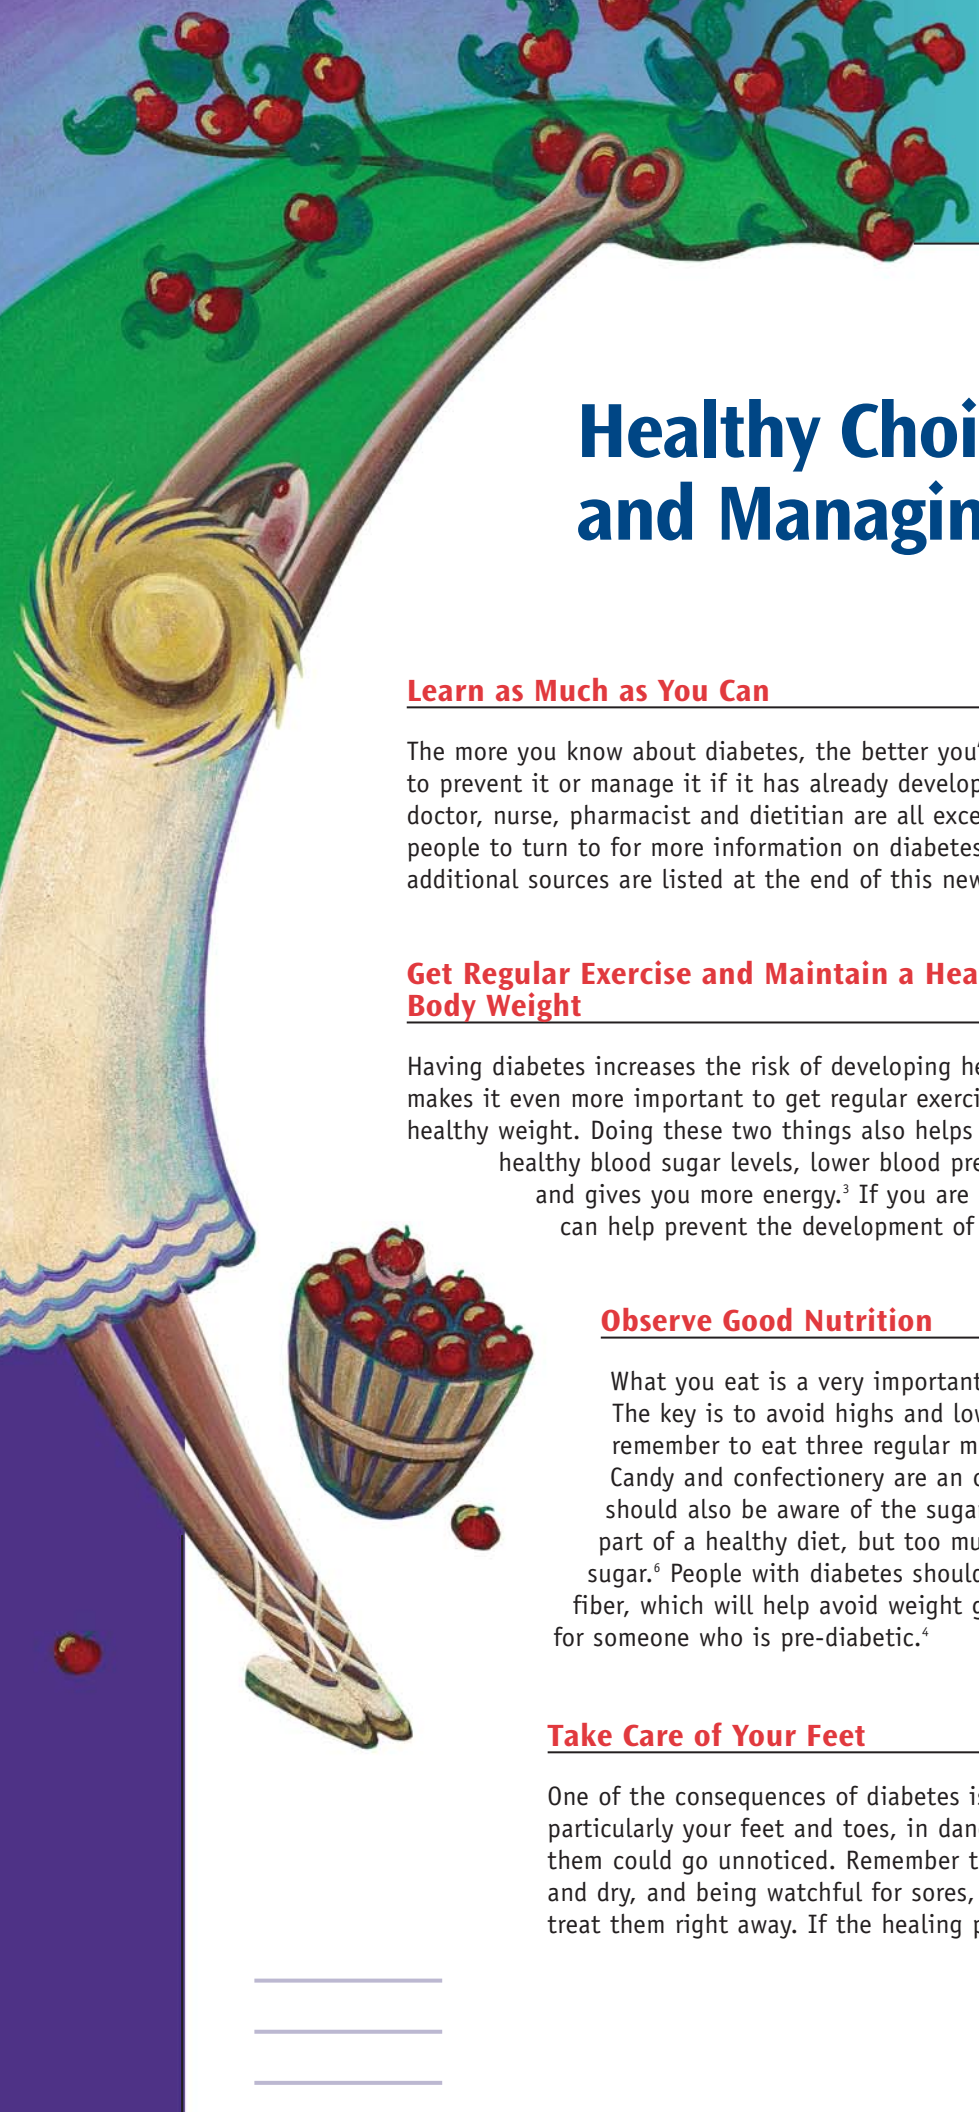 Healthy Choi
and Managin
Learn as Much as You Can
The more you know about diabetes, the better you'
to prevent it or manage it if it has already develop
doctor, nurse, pharmacist and dietitian are all exce
people to turn to for more information on diabetes
additional sources are listed at the end of this new
Get Regular Exercise and Maintain a Hea
Body Weight
Having diabetes increases the risk of developing he
makes it even more important to get regular exerci
healthy weight. Doing these two things also helps
healthy blood sugar levels, lower blood pre
and gives you more energy.³ If you are
can help prevent the development of
Observe Good Nutrition
What you eat is a very important
The key is to avoid highs and low
remember to eat three regular m
Candy and confectionery are an o
should also be aware of the sugar
part of a healthy diet, but too mu
sugar.⁶ People with diabetes should
fiber, which will help avoid weight g
for someone who is pre-diabetic.⁴
Take Care of Your Feet
One of the consequences of diabetes is
particularly your feet and toes, in dan
them could go unnoticed. Remember t
and dry, and being watchful for sores,
treat them right away. If the healing p